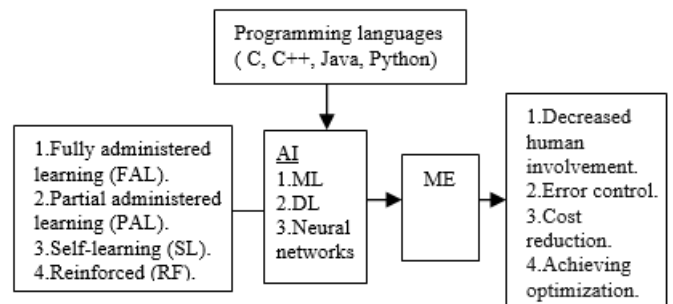 Programming languages
( C, C++, Java, Python)
1.Fully administered
learning (FAL).
2.Partial administered
learning (PAL).
3.Self-learning (SL).
4.Reinforced (RF).
AI
1.ML
2.DL
3.Neural
networks
ME
1.Decreased
human
involvement.
2.Error control.
3.Cost
reduction.
4.Achieving
optimization.